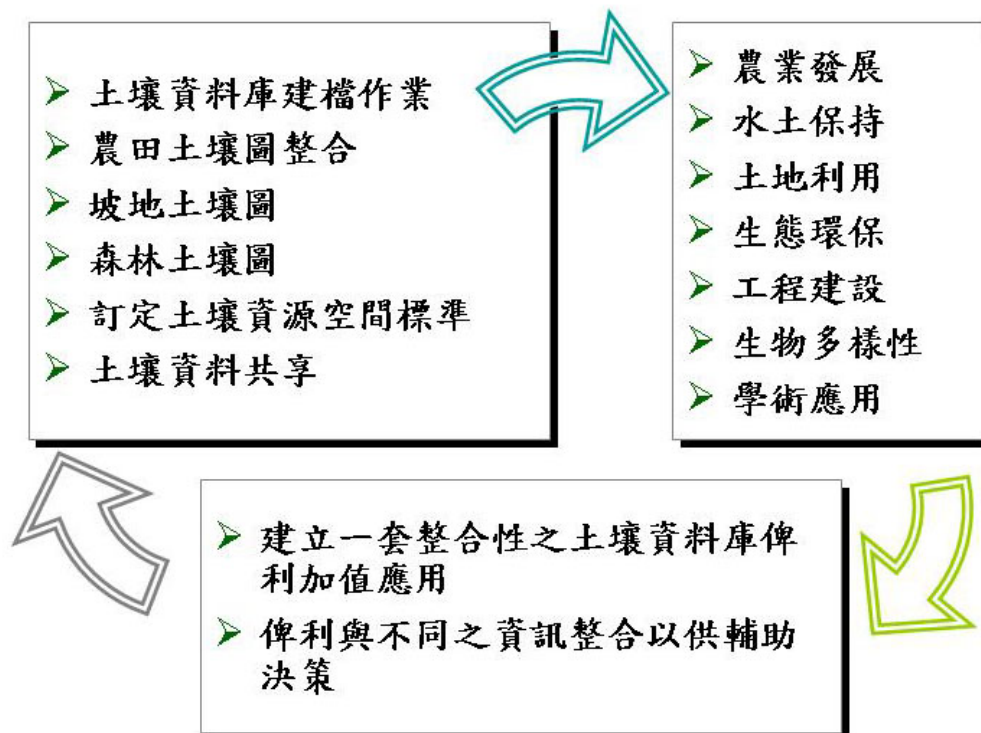 土壤資料庫建檔作業
農田土壤圖整合
坡地土壤圖
森林土壤圖
訂定土壤資源空間標準
土壤資料共享
農業發展
水土保持
土地利用
生態環保
工程建設
生物多樣性
學術應用
建立一套整合性之土壤資料庫俾
利加值應用
俾利與不同之資訊整合以供輔助
決策